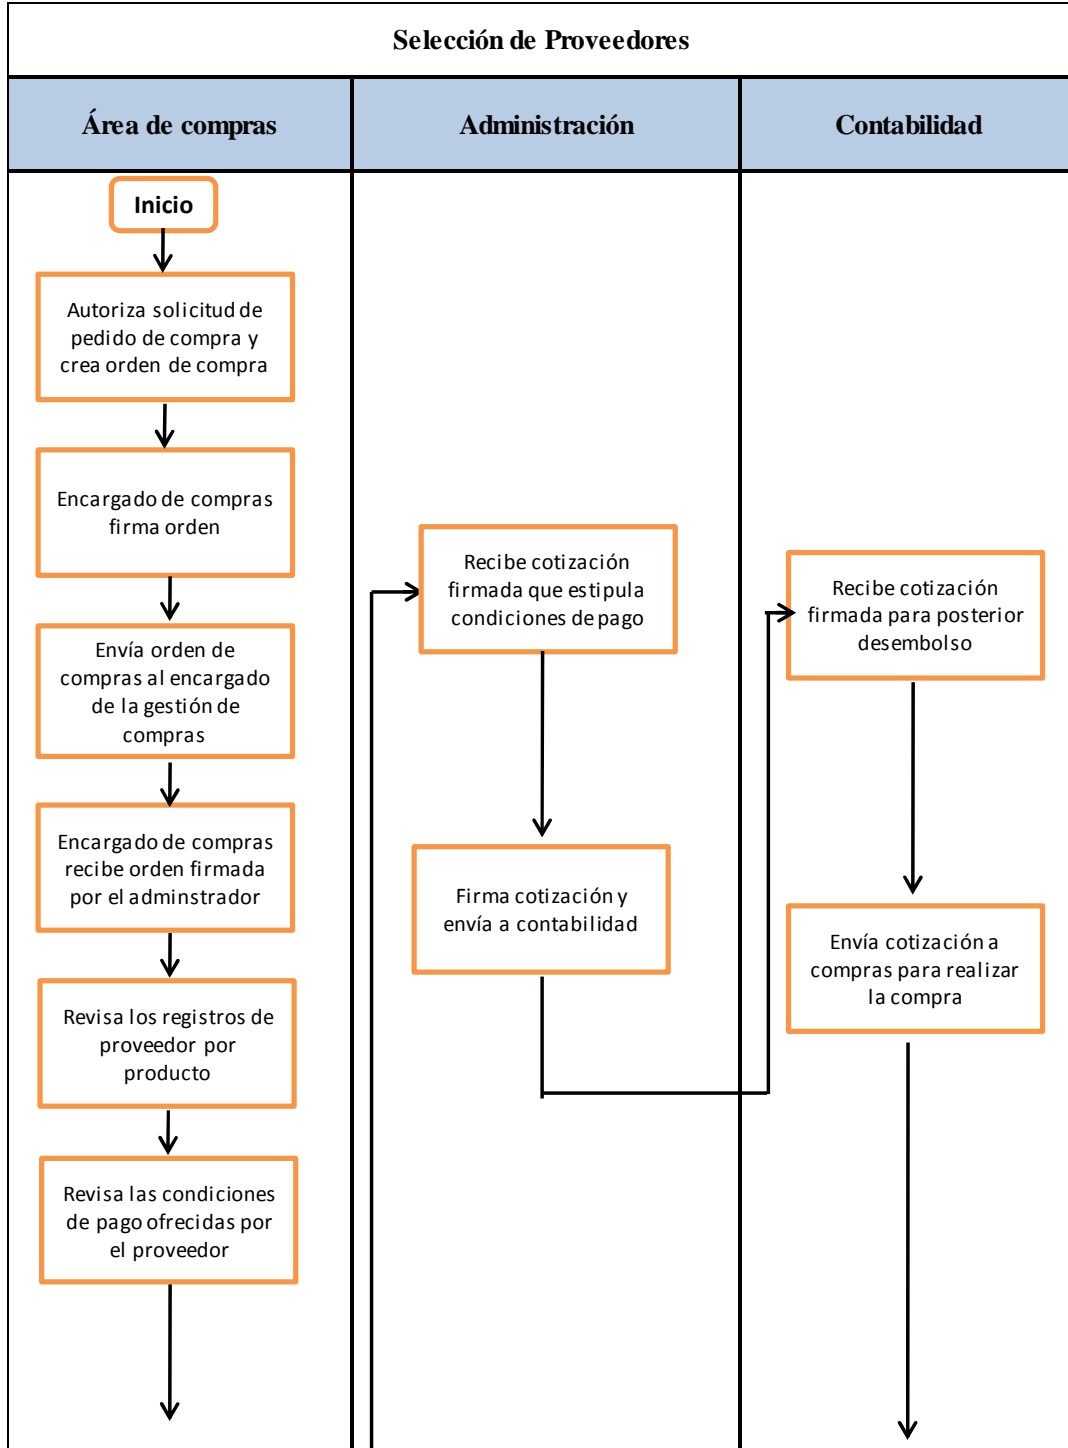 Selección de Proveedores
Área de compras
Administración
Contabilidad
Inicio
Autoriza solicitud de
pedido de compra y
crea orden de compra
Encargado de compras
firma orden
Envía orden de
compras al encargado
de la gestión de
compras
Encargado de compras
recibe orden firmada
por el adminstrador
Revisa los registros de
proveedor por
producto
Revisa las condiciones
de pago ofrecidas por
el proveedor
Recibe cotización
firmada que estipula
condiciones de pago
Firma cotización y
envía a contabilidad
Recibe cotización
firmada para posterior
desembolso
Envía cotización a
compras para realizar
la compra